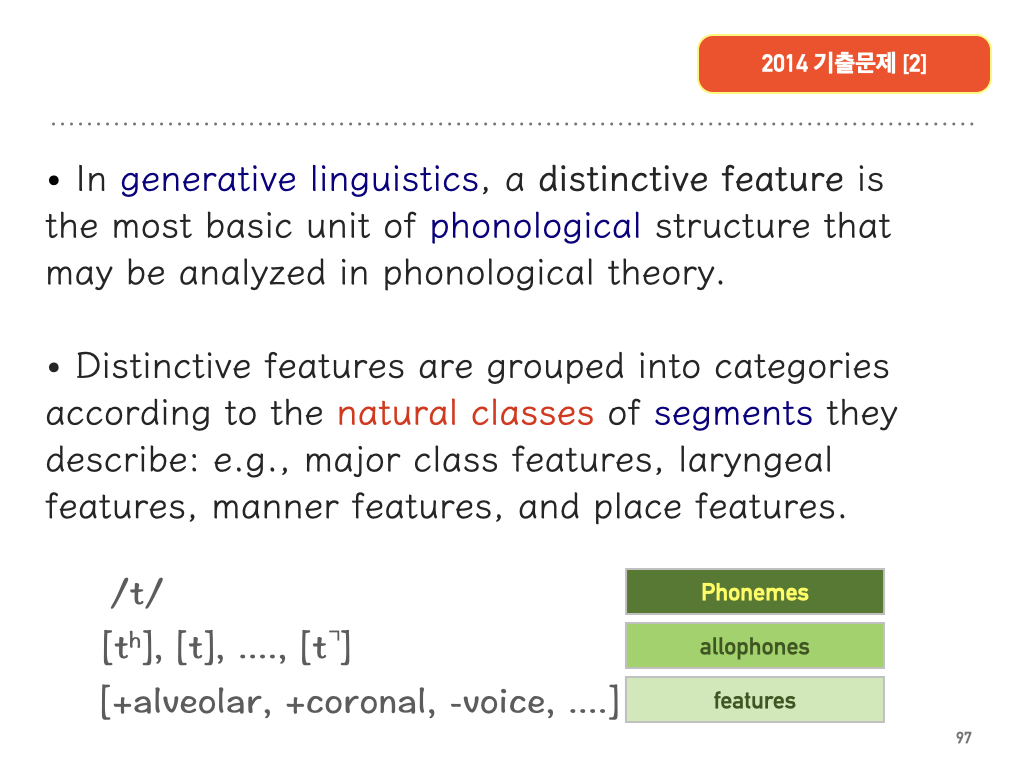 2014 기출문제 [2]
• In generative linguistics, a distinctive feature is
the most basic unit of phonological structure that
may be analyzed in phonological theory.
• Distinctive features are grouped into categories
according to the natural classes of segments they
describe: e.g., major class features, laryngeal
features, manner features, and place features.
/t/
Phonemes
[tʰ], [t], ...., [t̚]
allophones
[+alveolar, +coronal, -voice, ....]
features
97